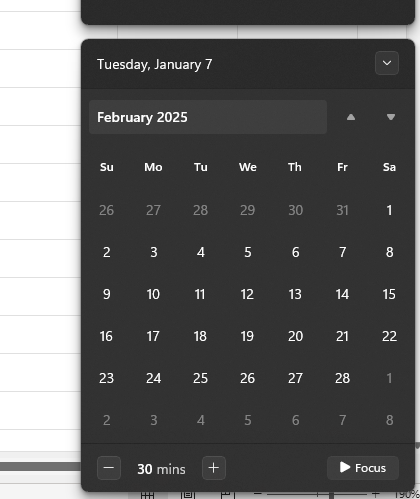 Tuesday, January 7
February 2025
Su Mo Tu We Th Fr Sa
26 27 28 29 30 31 1
2 3 4 5 6 7 8
9 10 11 12 13 14 15
16 17 18 19 20 21 22
23 24 25 26 27 28 1
2 3 4 5 6 7 8
30 mins Focus
190%